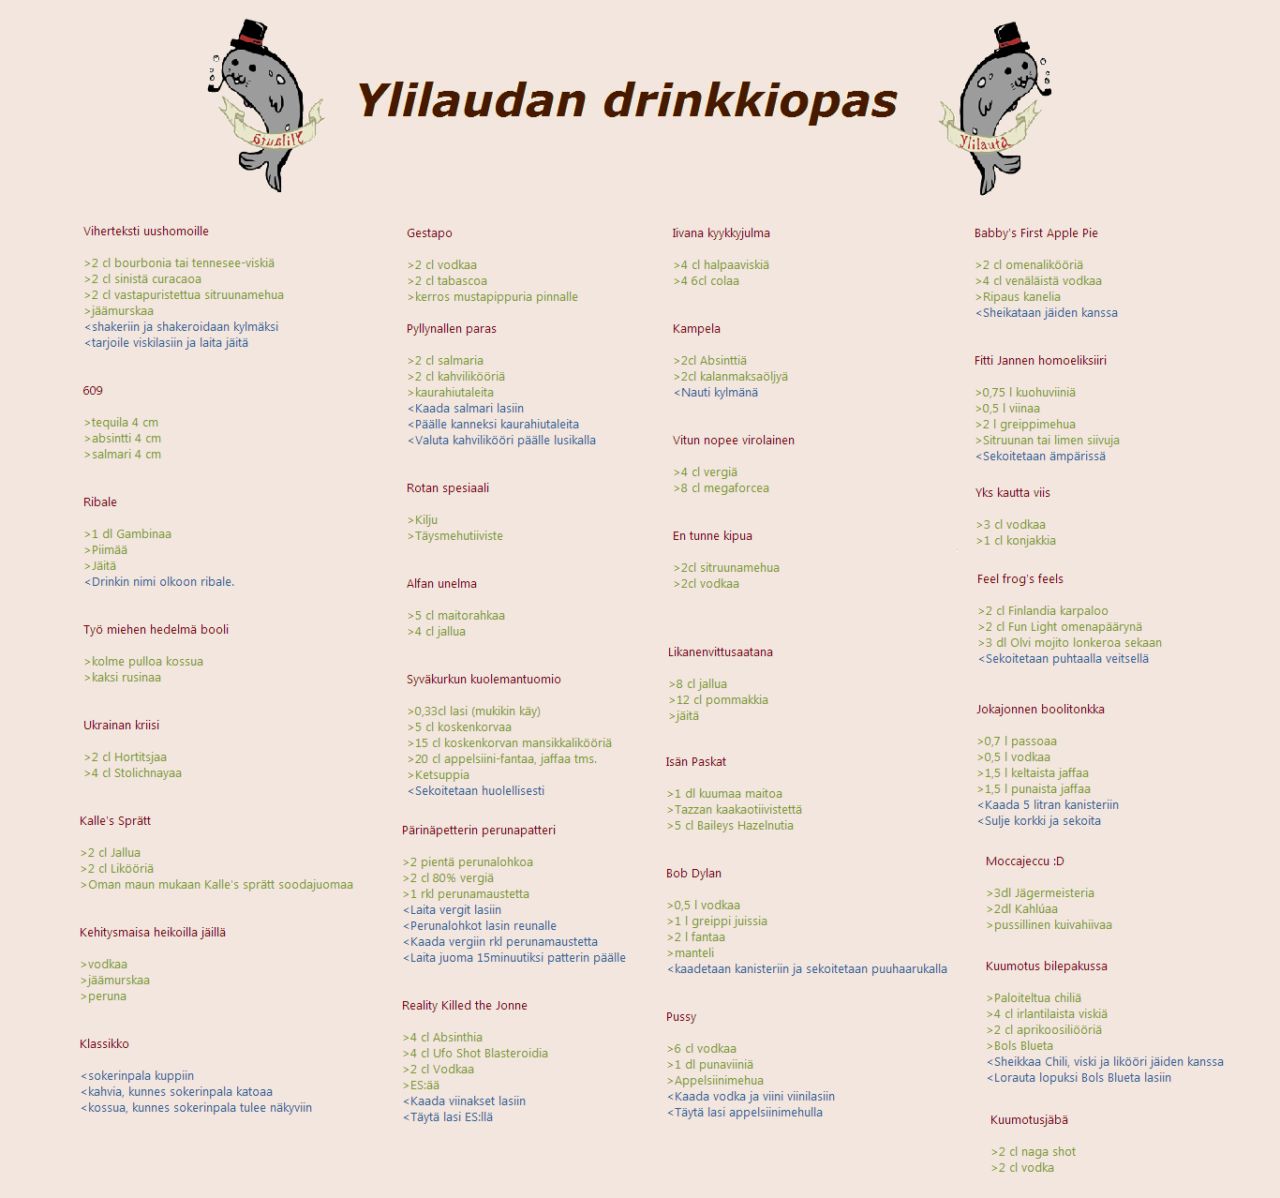 Ylilaudan drinkkiopas
Ylilauta
Ylilauta
Viherteksti uushomoille
>2 cl bourbonia tai tennesee-viskiä
>2 cl sinistä curacaoa
>2 cl vastapuristettua sitruunamehua
>jäämurskaa
<shakeriin ja shakeroidaan kylmäksi
<tarjoile viskilasiin ja laita jäitä
609
>tequila 4 cm
>absintti 4 cm
>salmari 4 cm
Ribale
>1 dl Gambinaa
>Piimää
>Jäitä
<Drinkin nimi olkoon ribale.
Työ miehen hedelmä booli
>kolme pulloa kossua
>kaksi rusinaa
Ukrainan kriisi
>2 cl Hortitsjaa
>4 cl Stolichnayaa
Kalle's Sprätt
>2 cl Jallua
>2 cl Likööriä
>Oman maun mukaan Kalle's sprätt soodajuomaa
Kehitysmaisa heikoilla jäillä
>vodkaa
>jäämurskaa
>peruna
Klassikko
<sokerinpala kuppiin
<kahvia, kunnes sokerinpala katoaa
<kossua, kunnes sokerinpala tulee näkyviin
Gestapo
>2 cl vodkaa
>2 cl tabascoa
>kerros mustapippuria pinnalle
Pyllynallen paras
>2 cl salmaria
>2 cl kahvilikööriä
>kaurahiutaleita
<Kaada salmari lasiin
<Päälle kanneksi kaurahiutaleita
<Valuta kahvilikööri päälle lusikalla
Rotan spesiaali
>Kilju
>Täysmehutiiviste
Alfan unelma
>5 cl maitorahkaa
>4 cl jallua
Syväkurkun kuolemantuomio
>0,33cl lasi (mukikin käy)
>5 cl koskenkorvaa
>15 cl koskenkorvan mansikkalikööriä
>20 cl appelsiini-fantaa, jaffaa tms.
>Ketsuppia
<Sekoitetaan huolellisesti
Pärinäpetterin perunapatteri
>2 pientä perunalohkoa
>2 cl 80% vergiä
>1 rkl perunamaustetta
<Laita vergit lasiin
<Perunalohkot lasin reunalle
<Kaada vergiin rkl perunamaustetta
<Laita juoma 15minuutiksi patterin päälle
Reality Killed the Jonne
>4 cl Absinthia
>4 cl Ufo Shot Blasteroidia
>2 cl Vodkaa
>ES:ää
<Kaada viinakset lasiin
<Täytä lasi ES:llä
Iivana kyykkyjulma
>4 cl halpaaviskiä
>4 6cl colaa
Kampela
>2cl Absinttiä
>2cl kalanmaksaöljyä
<Nauti kylmänä
Vitun nopee virolainen
>4 cl vergiä
>8 cl megaforcea
En tunne kipua
>2cl sitruunamehua
>2cl vodkaa
Likanenvittusaatana
>8 cl jallua
>12 cl pommakkia
>jäitä
Isän Paskat
>1 dl kuumaa maitoa
>Tazzan kaakaotiivistettä
>5 cl Baileys Hazelnutia
Bob Dylan
>0,5 l vodkaa
>1 l greippi juissia
>2 l fantaa
>manteli
<kaadetaan kanisteriin ja sekoitetaan puuhaarukalla
Pussy
>6 cl vodkaa
>1 dl punaviiniä
>Appelsiinimehua
<Kaada vodka ja viini viinilasiin
<Täytä lasi appelsiinimehulla
Babby's First Apple Pie
>2 cl omenalikööriä
>4 cl venäläistä vodkaa
>Ripaus kanelia
<Sheikataan jäiden kanssa
Fitti Jannen homoeliksiiri
>0,75 l kuohuviiniä
>0,5 l viinaa
>2 l greippimehua
>Sitruunan tai limen siivuja
<Sekoitetaan ämpärissä
Yks kautta viis
>3 cl vodkaa
>1 cl konjakkia
Feel frog's feels
>2 cl Finlandia karpaloo
>2 cl Fun Light omenapäärynä
>3 dl Olvi mojito lonkeroa sekaan
<Sekoitetaan puhtaalla veitsellä
Jokajonnen boolitonkka
>0,7 l passoaa
>0,5 l vodkaa
>1,5 l keltaista jaffaa
>1,5 l punaista jaffaa
<Kaada 5 litran kanisteriin
<Sulje korkki ja sekoita
Moccajeccu :D
>3dl Jägermeisteria
>2dl Kahlúaa
>pussillinen kuivahiivaa
Kuumotus bilepakussa
>Paloiteltua chiliä
>4 cl irlantilaista viskiä
>2 cl aprikoosiliööriä
>Bols Blueta
<Sheikkaa Chili, viski ja likööri jäiden kanssa
<Lorauta lopuksi Bols Blueta lasiin
Kuumotusjäbä
>2 cl naga shot
>2 cl vodka